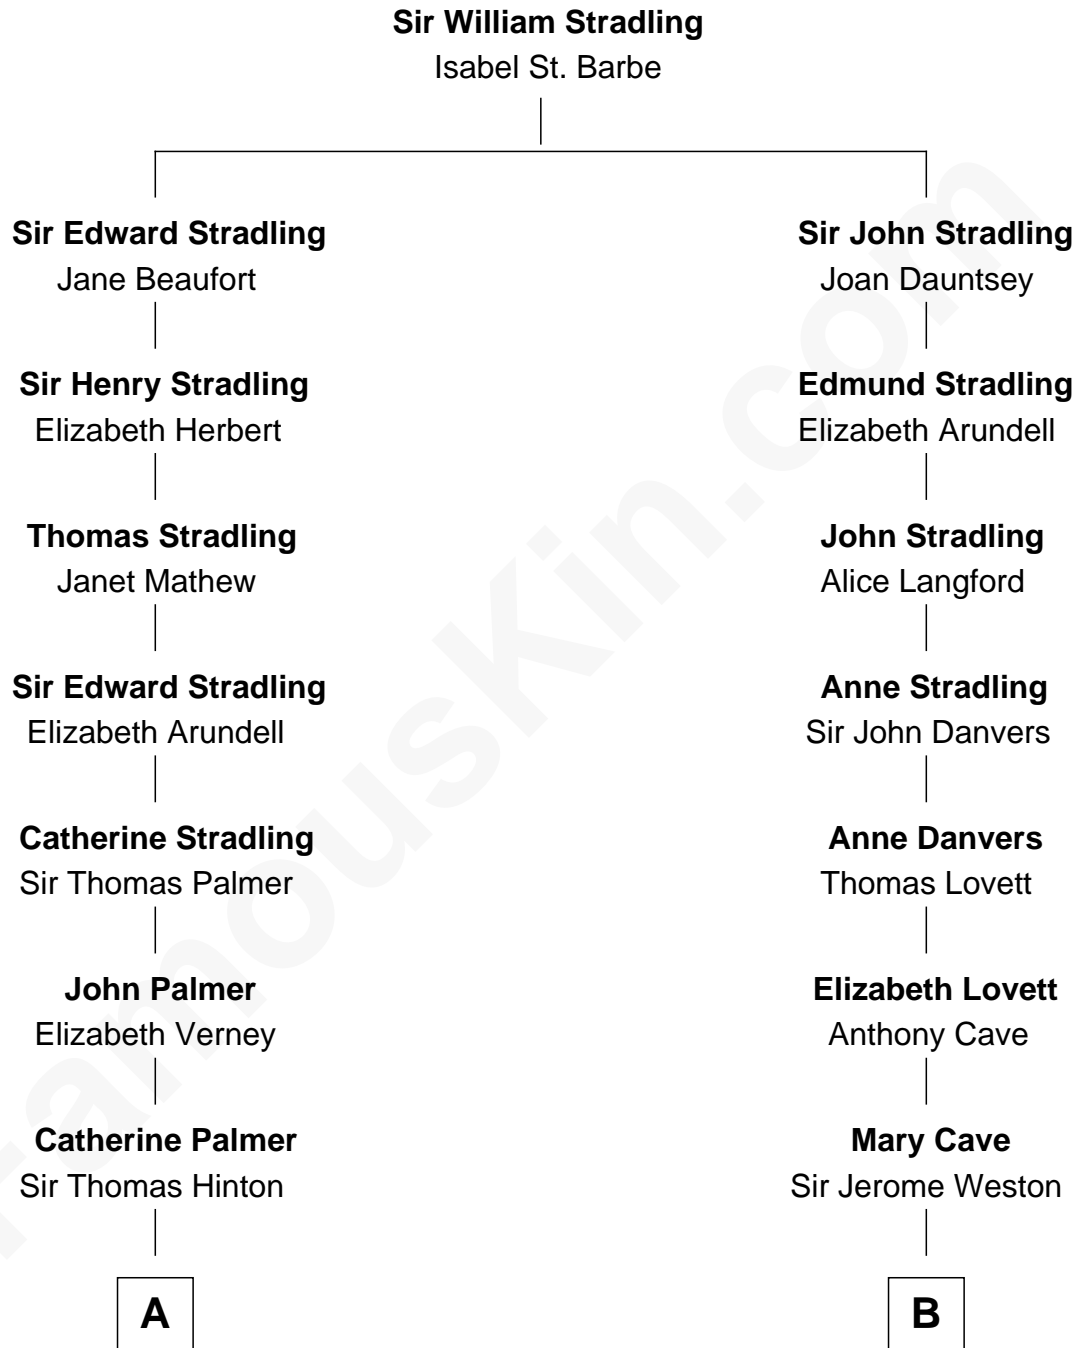 Sir William Stradling
Isabel St. Barbe
Sir Edward Stradling
Jane Beaufort
Sir Henry Stradling
Elizabeth Herbert
Thomas Stradling
Janet Mathew
Sir Edward Stradling
Elizabeth Arundell
Catherine Stradling
Sir Thomas Palmer
John Palmer
Elizabeth Verney
Catherine Palmer
Sir Thomas Hinton
A
Sir John Stradling
Joan Dauntsey
Edmund Stradling
Elizabeth Arundell
John Stradling
Alice Langford
Anne Stradling
Sir John Danvers
Anne Danvers
Thomas Lovett
Elizabeth Lovett
Anthony Cave
Mary Cave
Sir Jerome Weston
B
FamousKin.com